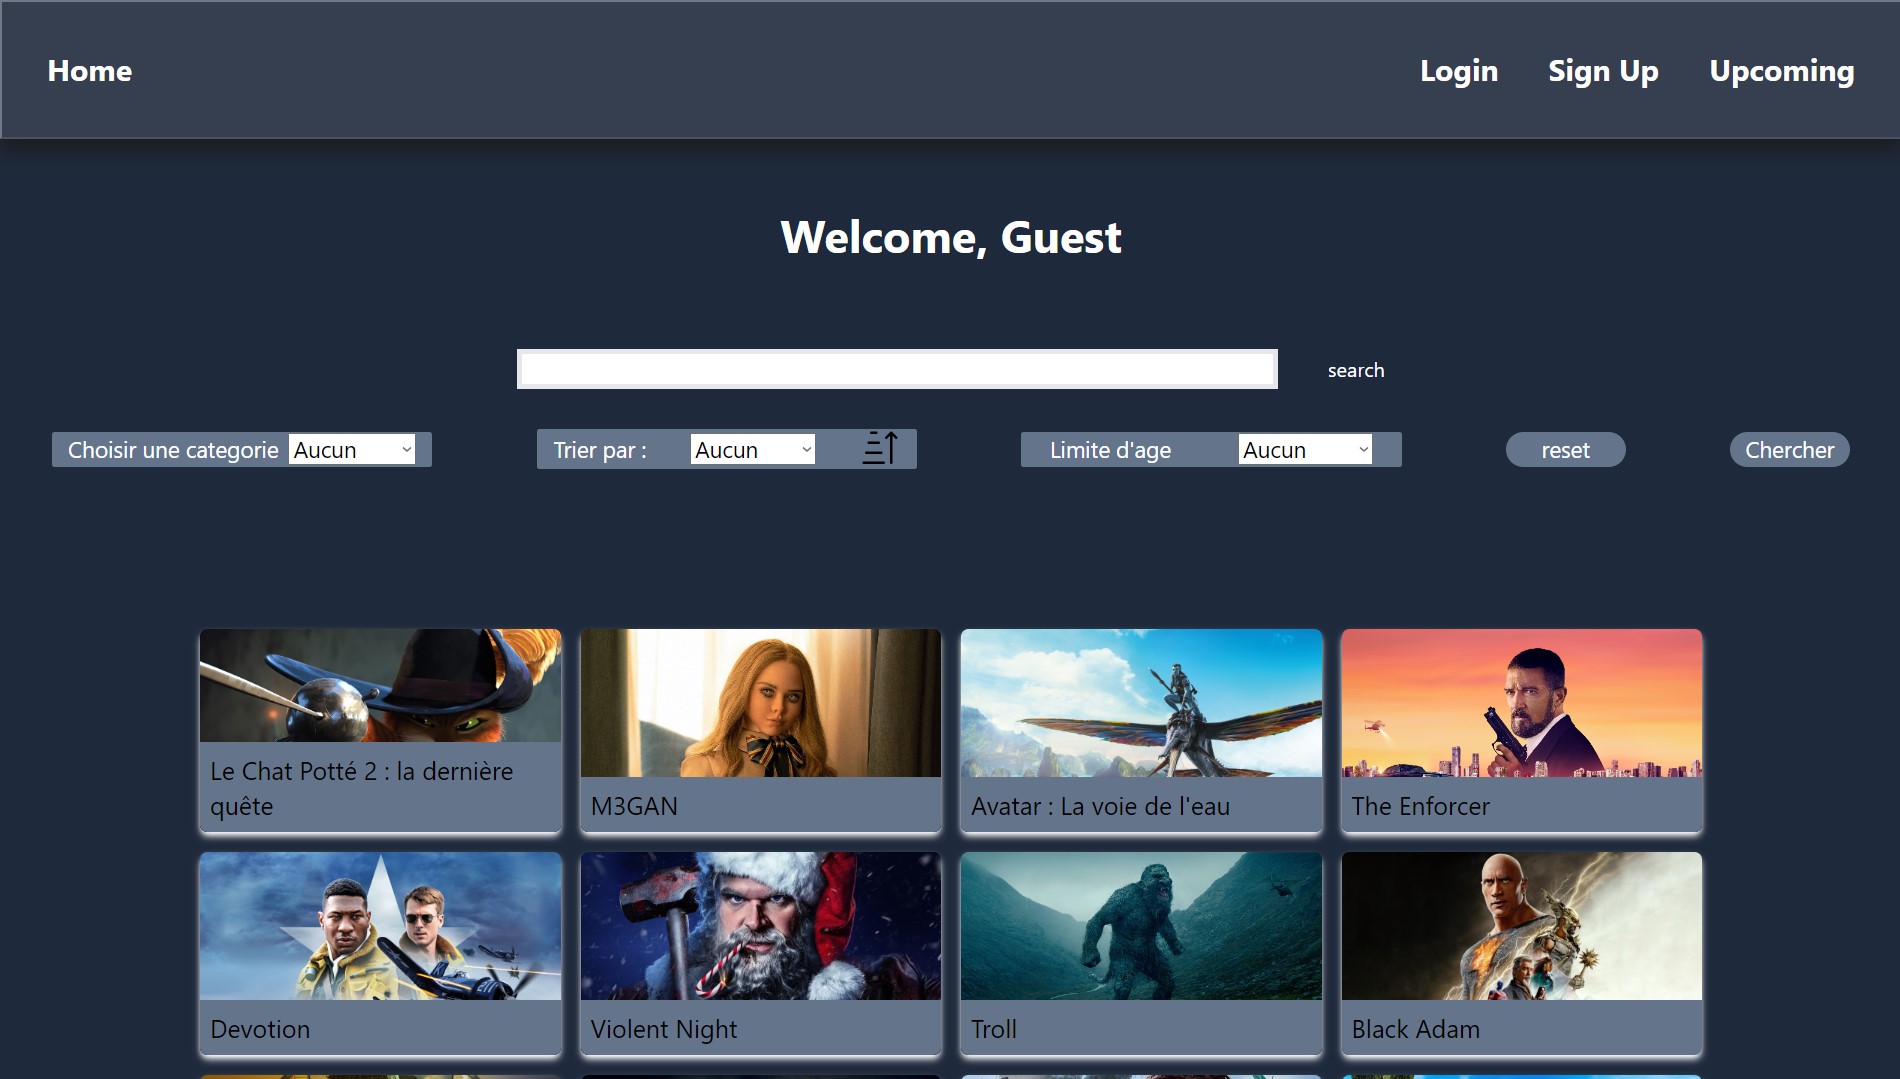 Home
Login
Sign Up
Upcoming
Welcome, Guest
search
Choisir une categorie
Aucun
Trier par :
Aucun
Limite d'age
Aucun
reset
Chercher
Le Chat Potté 2 : la dernière
quête
M3GAN
Avatar : La voie de l'eau
The Enforcer
Devotion
Violent Night
Troll
Black Adam